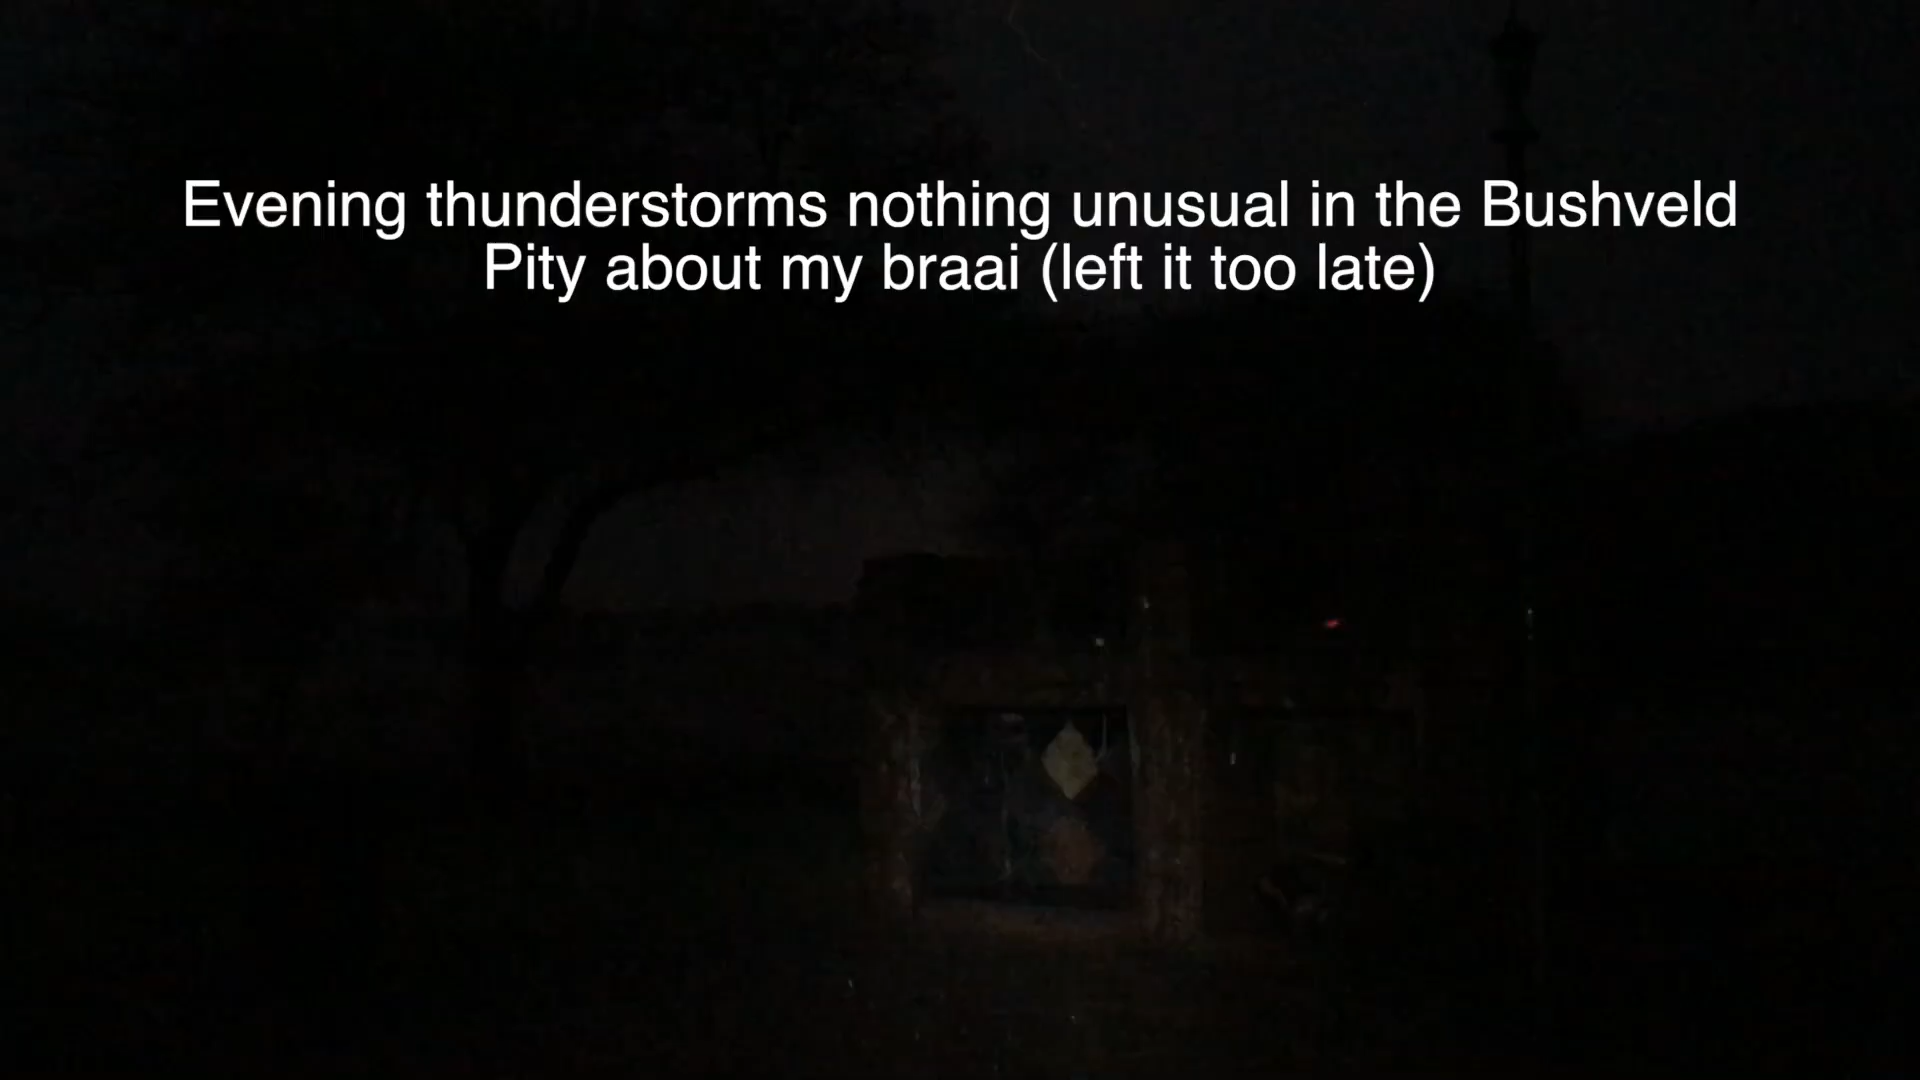 Evening thunderstorms nothing unusual in the Bushveld
Pity about my braai (left it too late)